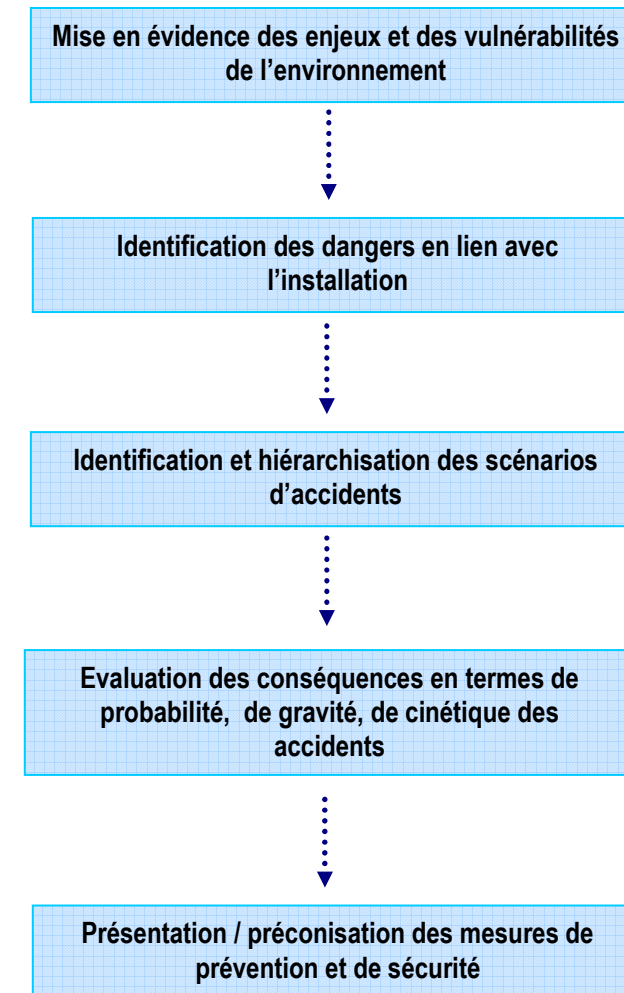 Mise en évidence des enjeux et des vulnérabilités
de l’environnement
Identification des dangers en lien avec
l’installation
Identification et hiérarchisation des scénarios
d’accidents
Evaluation des conséquences en termes de
probabilité, de gravité, de cinétique des
accidents
Présentation / préconisation des mesures de
prévention et de sécurité